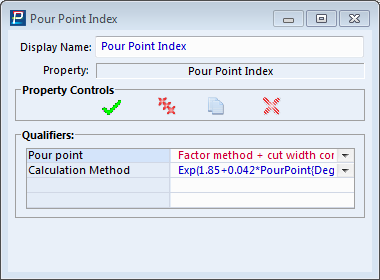 Pour Point Index
Display Name: Pour Point Index
Property: Pour Point Index
Property Controls
Qualifiers:
Pour point Factor method + cut width con
Calculation Method Exp(1.85+0.042*PourPoint(Deg